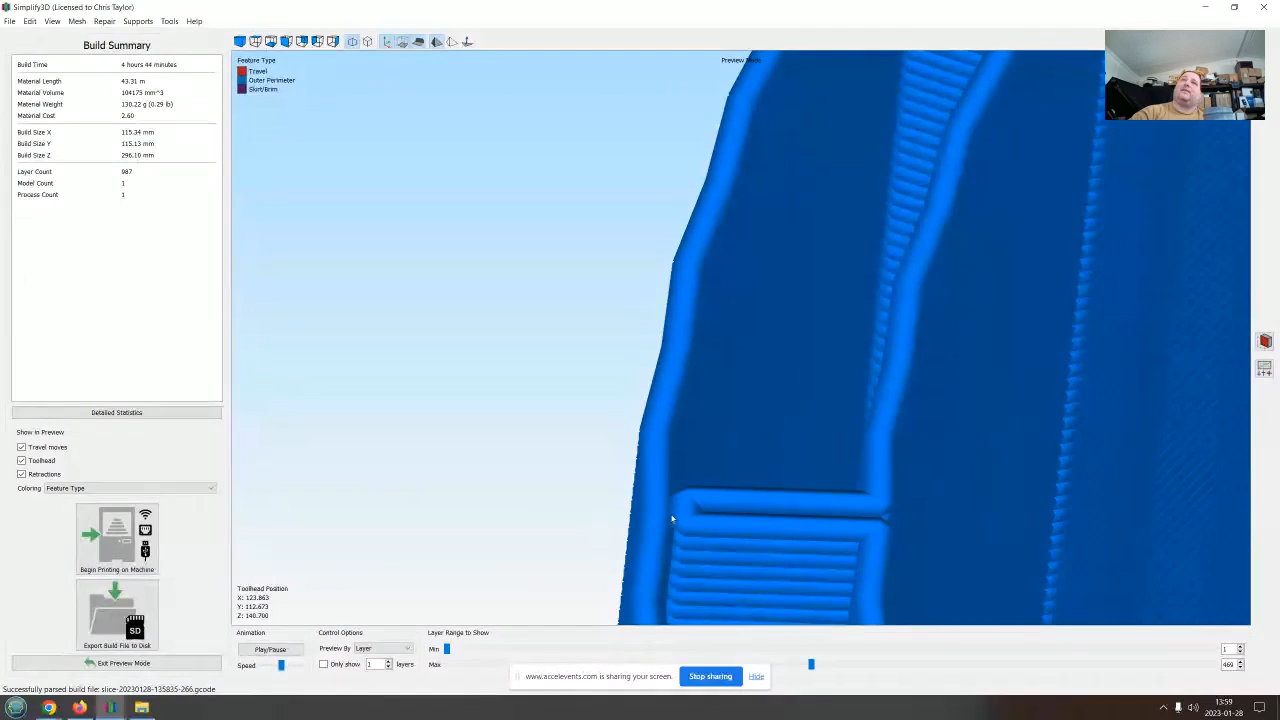 Simplify3D (Licensed to Chris Taylor)
File Edit View Mesh Repair Supports Tools Help
Build Summary
Build Time 4 hours 44 minutes
Material Length 43.31 m
Material Volume 104175 mm^3
Material Weight 130.22 g (0.29 lb)
Material Cost 2.60
Build Size X 115.34 mm
Build Size Y 115.13 mm
Build Size Z 296.10 mm
Layer Count 987
Model Count 1
Process Count 1
Detailed Statistics
Show in Preview
Travel moves
Toolhead
Retractions
Coloring Feature Type
Begin Printing on Machine
SD
Export Build File to Disk
Exit Preview Mode
Feature Type
Travel
Outer Perimeter
Skirt/Brim
Preview Mode
Toolhead Position
X: 123.863
Y: 112.673
Z: 140.700
Animation
Play/Pause
Speed
Control Options
Preview By Layer
Only show 1 layers
Layer Range to Show
Min 1
Max 469
www.accelevents.com is sharing your screen. Stop sharing Hide
Successfully parsed build file: slice-20230128-135835-266.gcode
13:59
2023-01-28